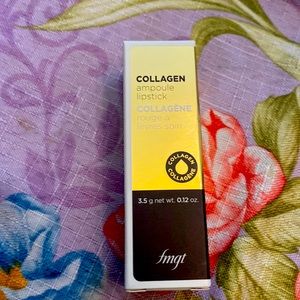 COLLAGEN
ampoule
lipstick
COLLAGÈNE
rouge à
lèvres soin
COLLAGEN
COLLAGÈNE
3.5 g net wt. 0.12 oz.
fmgt